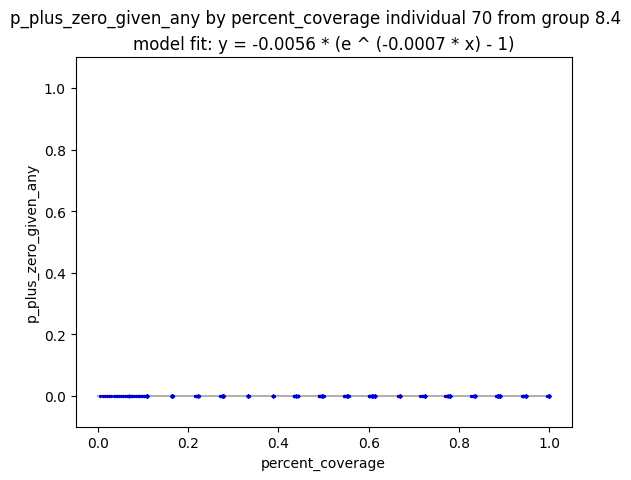 p_plus_zero_given_any by percent_coverage individual 70 from group 8.4
model fit: y = -0.0056 * (e ^ (-0.0007 * x) - 1)
1.0
0.8
0.6
0.4
0.2
0.0
p_plus_zero_given_any
0.0 0.2 0.4 0.6 0.8 1.0
percent_coverage